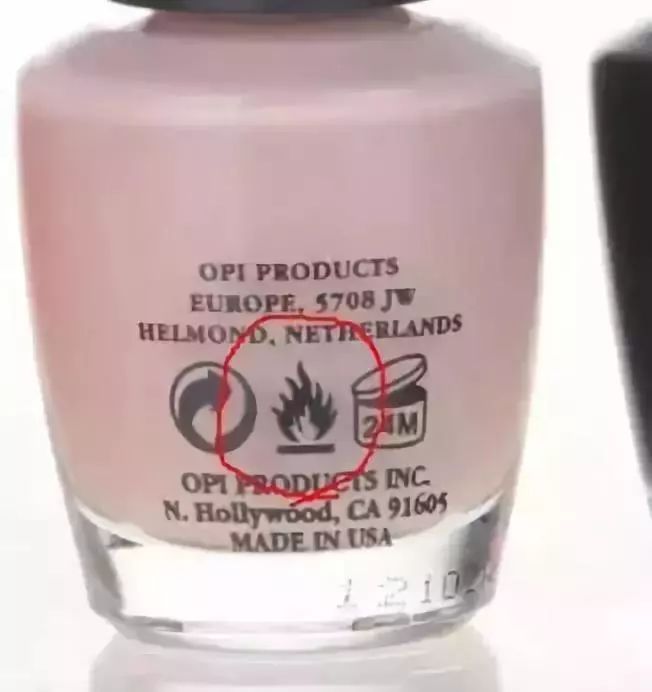 OPI PRODUCTS
EUROPE, 5708 JW
HELMOND, NETHERLANDS
24M
OPI PRODUCTS INC.
N. Hollywood, CA 91605
MADE IN USA